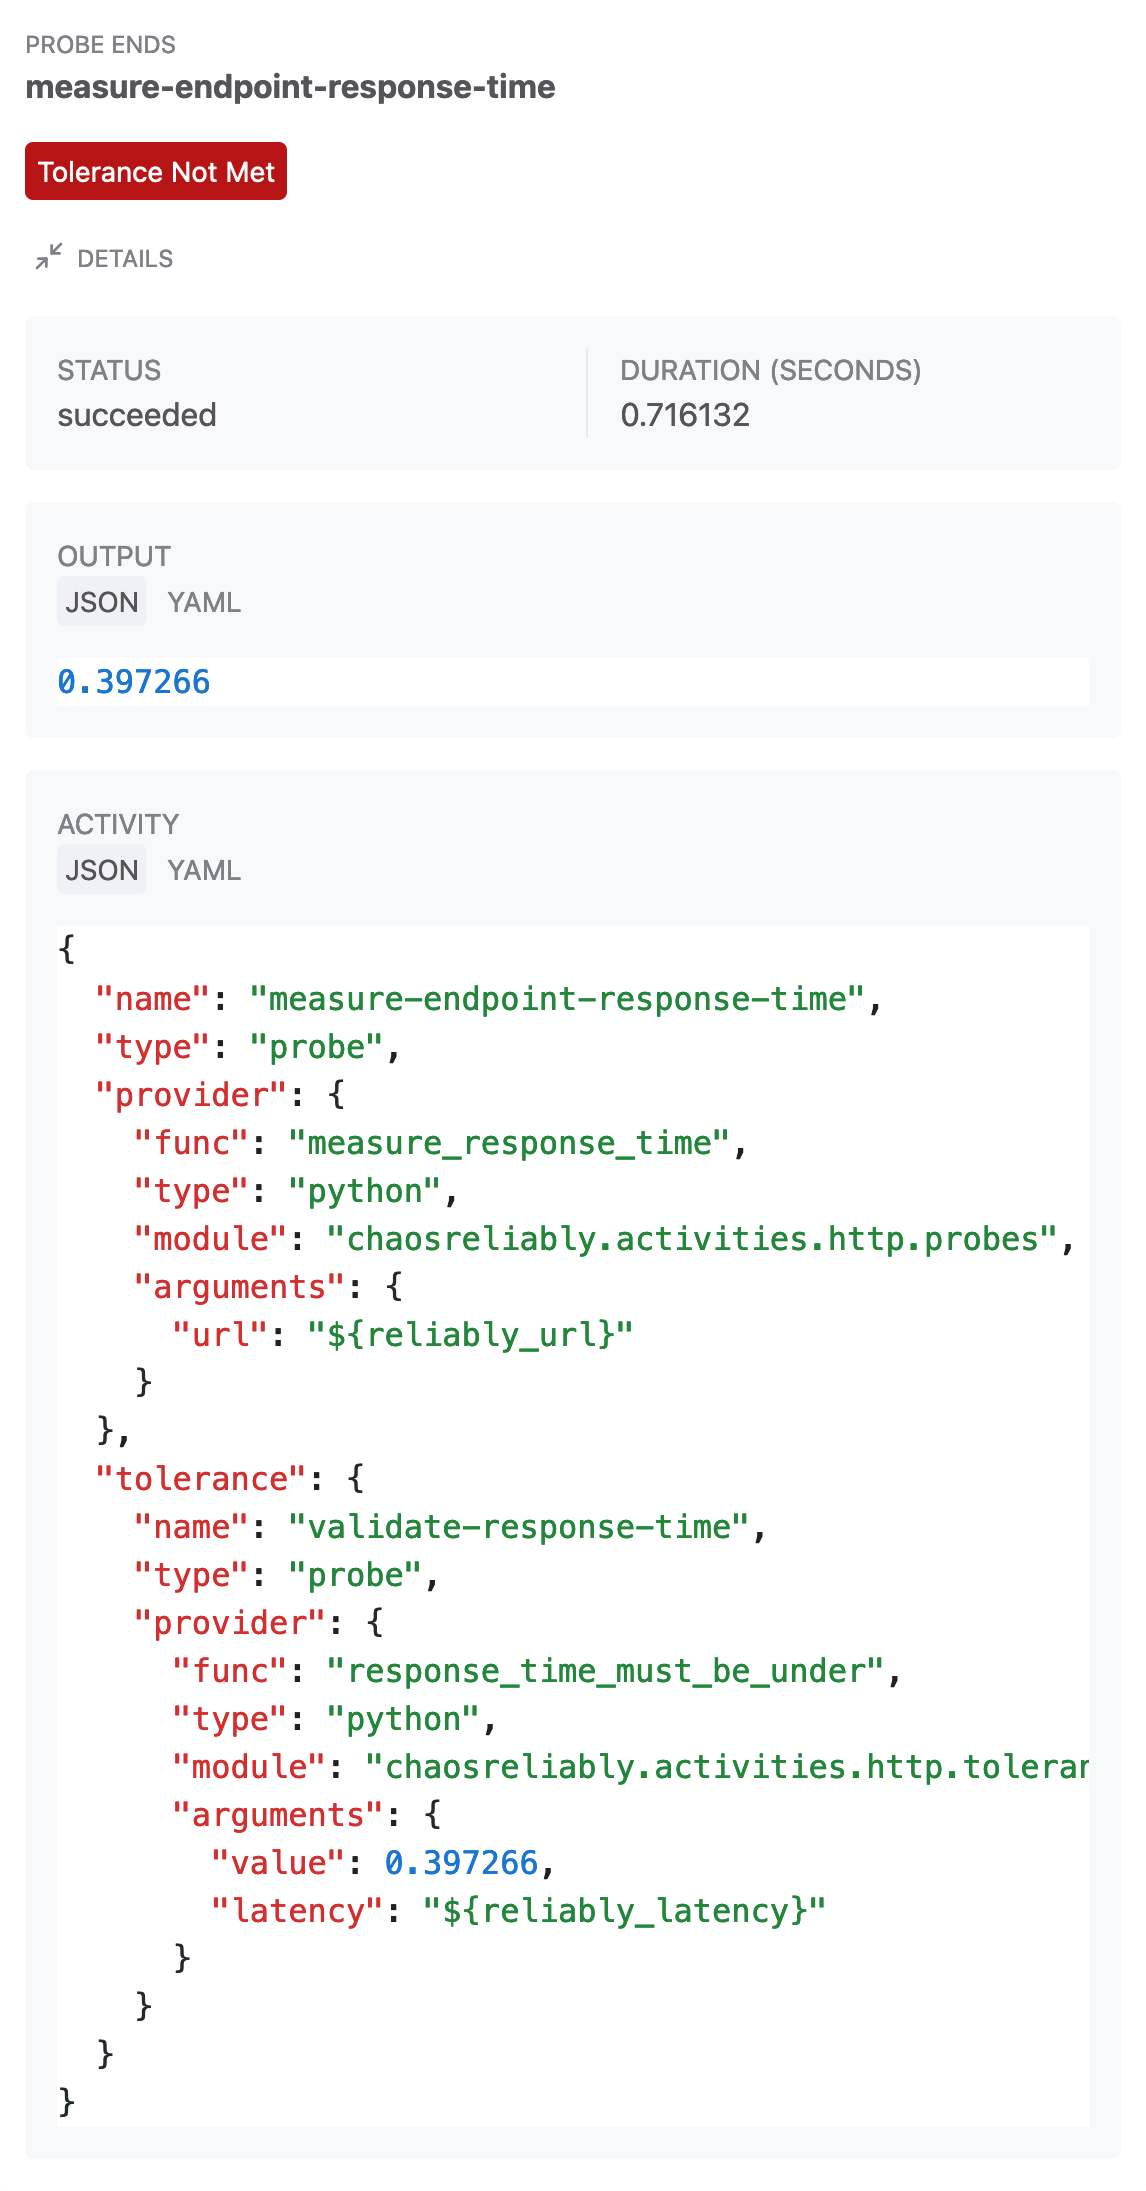 PROBE ENDS
measure-endpoint-response-time
Tolerance Not Met
DETAILS
STATUS
succeeded
DURATION (SECONDS)
0.716132
OUTPUT
JSON YAML
0.397266
ACTIVITY
JSON YAML
{
  "name": "measure-endpoint-response-time",
  "type": "probe",
  "provider": {
    "func": "measure_response_time",
    "type": "python",
    "module": "chaosreliably.activities.http.probes",
    "arguments": {
      "url": "${reliably_url}"
    }
  },
  "tolerance": {
    "name": "validate-response-time",
    "type": "probe",
    "provider": {
      "func": "response_time_must_be_under",
      "type": "python",
      "module": "chaosreliably.activities.http.toleran
      "arguments": {
        "value": 0.397266,
        "latency": "${reliably_latency}"
      }
    }
  }
}